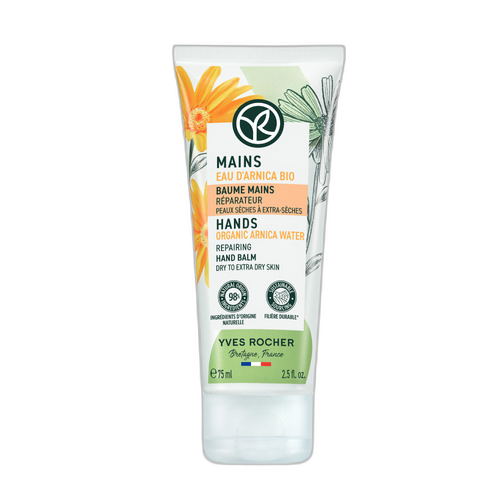 MAINS
EAU D'ARNICA BIO
BAUME MAINS
RÉPARATEUR
PEAUX SÈCHES À EXTRA-SÈCHES
HANDS
ORGANIC ARNICA WATER
REPAIRING
HAND BALM
DRY TO EXTRA DRY SKIN
98%
INGRÉDIENTS D'ORIGINE
NATURELLE
FILIÈRE DURABLE*
YVES ROCHER
Bretagne, France
℮ 75 ml 2.5 fl. oz.